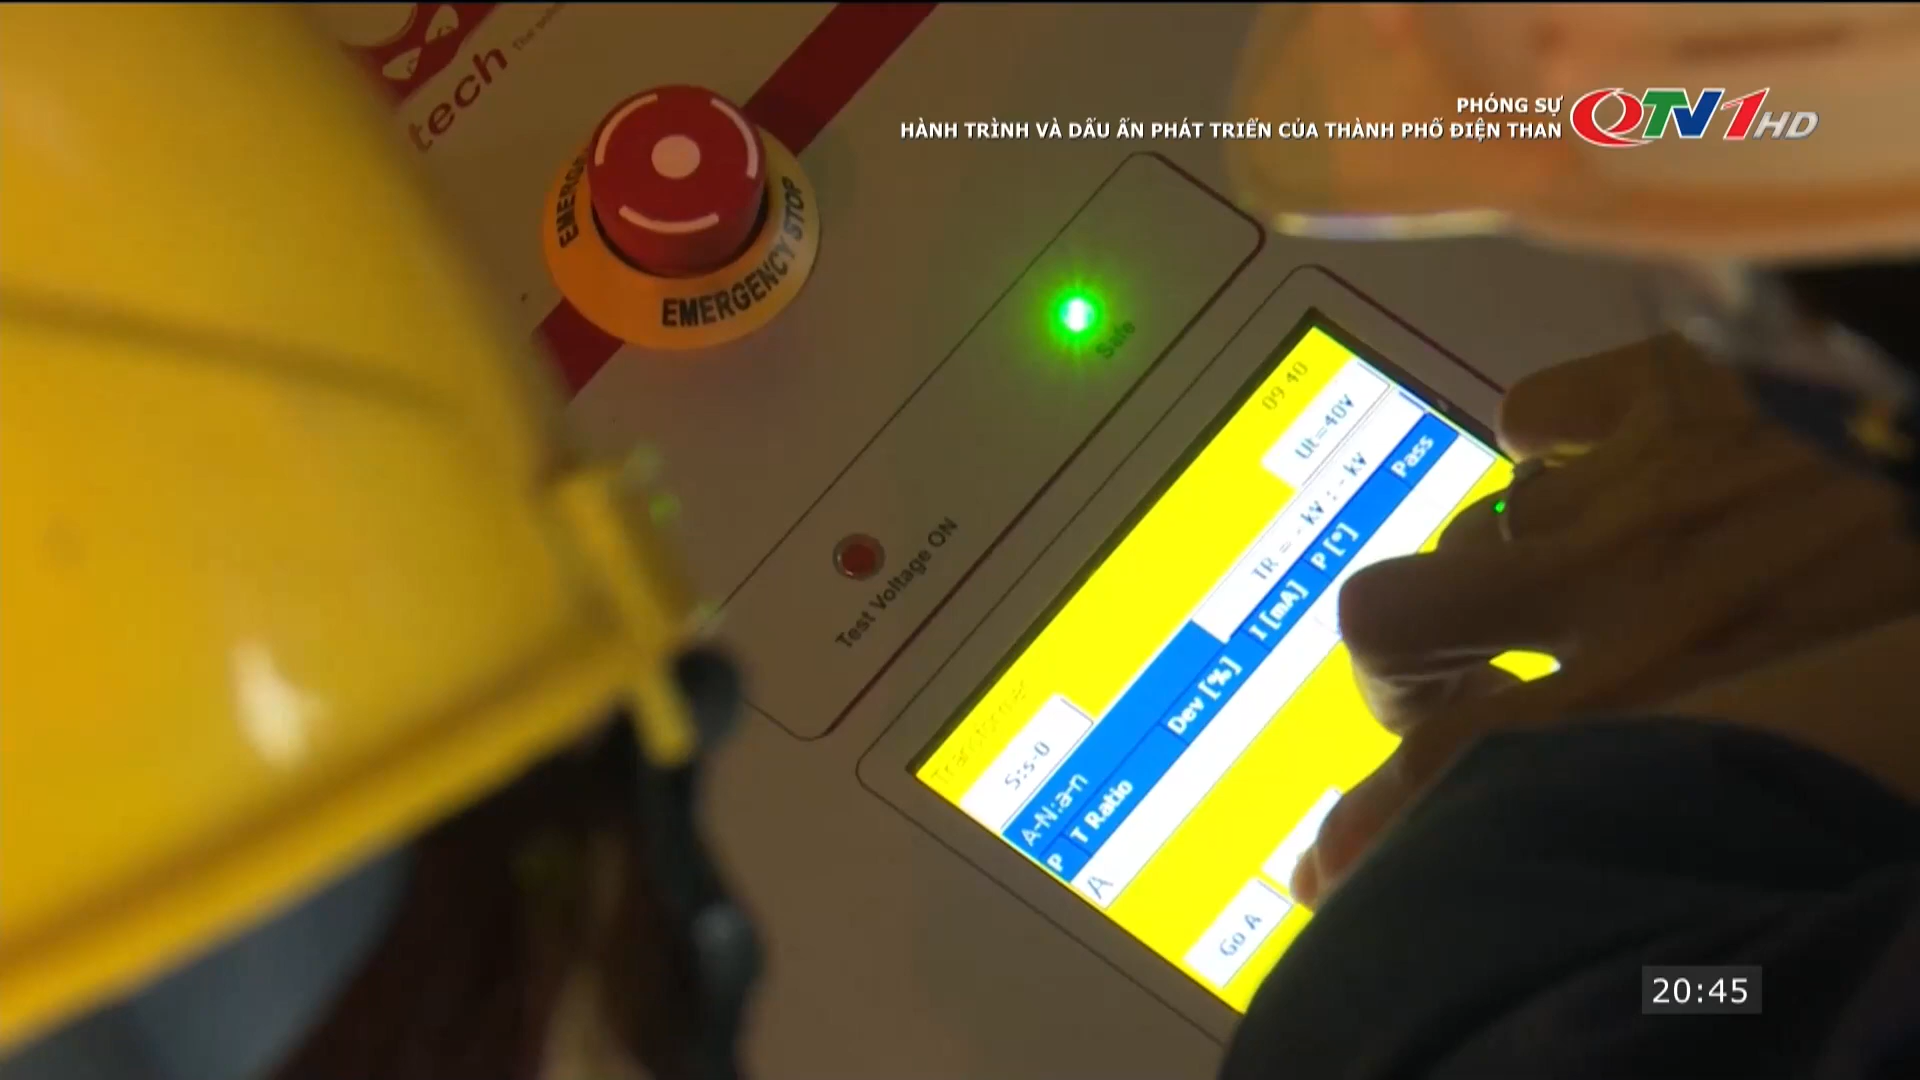 PHÓNG SỰ
HÀNH TRÌNH VÀ DẤU ẤN PHÁT TRIỂN CỦA THÀNH PHỐ ĐIỆN THAN
QTV1HD
tech
EMERGENCY STOP
Safe
Test Voltage ON
09 40
Transformer
S:s-0
Ut=40V
TR = - kV : - kV
A-N:a-n
P T Ratio Dev [%] I [mA] P [°] Pass
A
Go A
20:45